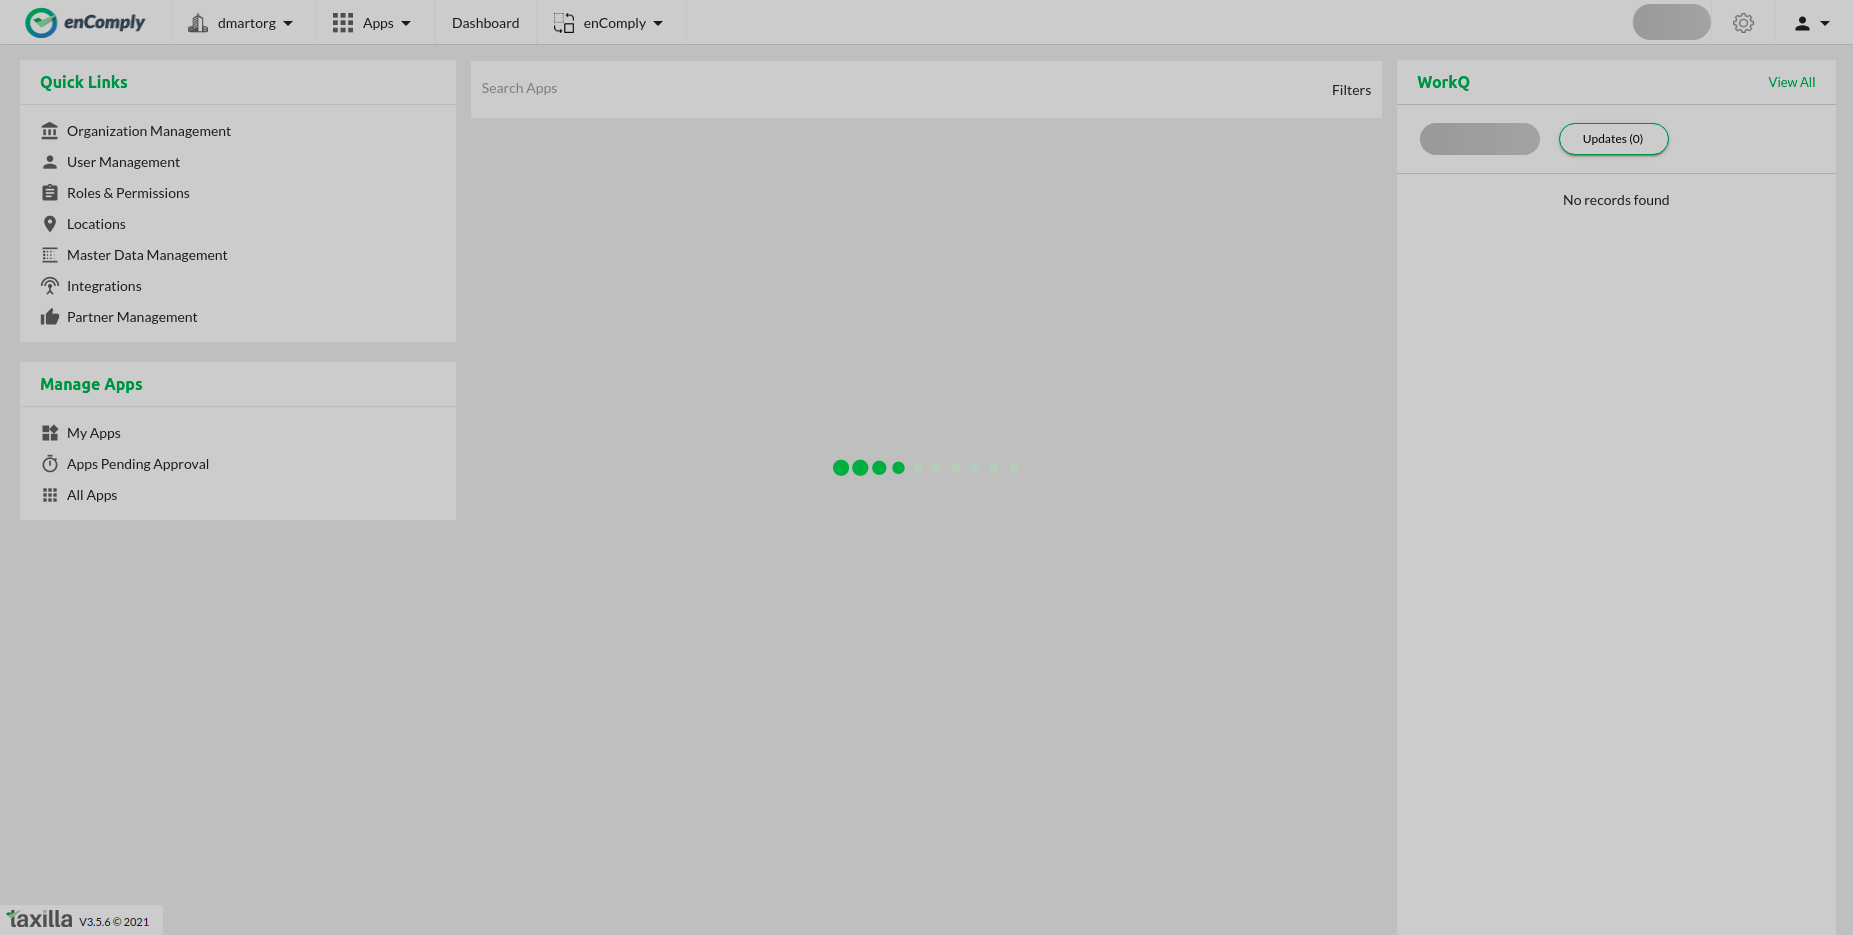 enComply
dmartorg
Apps
Dashboard
enComply
Quick Links
Organization Management
User Management
Roles & Permissions
Locations
Master Data Management
Integrations
Partner Management
Manage Apps
My Apps
Apps Pending Approval
All Apps
Search Apps
Filters
WorkQ
View All
Updates (0)
No records found
taxilla V3.5.6 © 2021